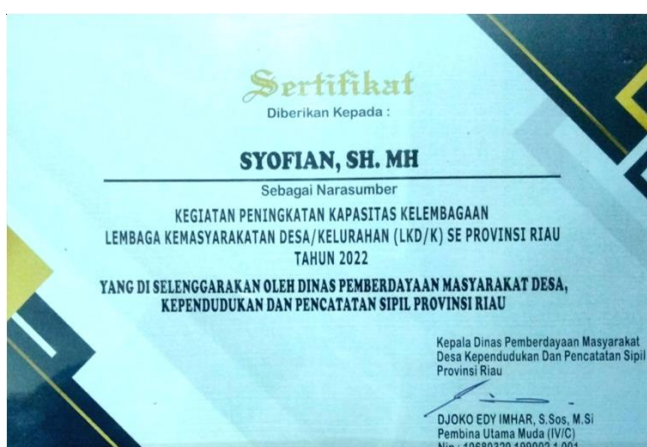 Sertifikat
Diberikan Kepada :
SYOFIAN, SH. MH
Sebagai Narasumber
KEGIATAN PENINGKATAN KAPASITAS KELEMBAGAAN
LEMBAGA KEMASYARAKATAN DESA/KELURAHAN (LKD/K) SE PROVINSI RIAU
TAHUN 2022
YANG DI SELENGGARAKAN OLEH DINAS PEMBERDAYAAN MASYARAKAT DESA,
KEPENDUDUKAN DAN PENCATATAN SIPIL PROVINSI RIAU
Kepala Dinas Pemberdayaan Masyarakat
Desa Kependudukan Dan Pencatatan Sipil
Provinsi Riau
DJOKO EDY IMHAR, S.Sos, M.Si
Pembina Utama Muda (IV/C)
Nip :